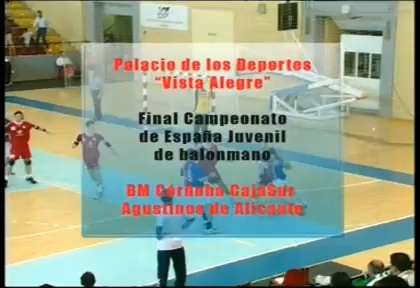 Palacio de los Deportes
"Vista Alegre"
Final Campeonato
de España Juvenil
de balonmano
BM Córdoba CajaSur
Agustinos de Alicante